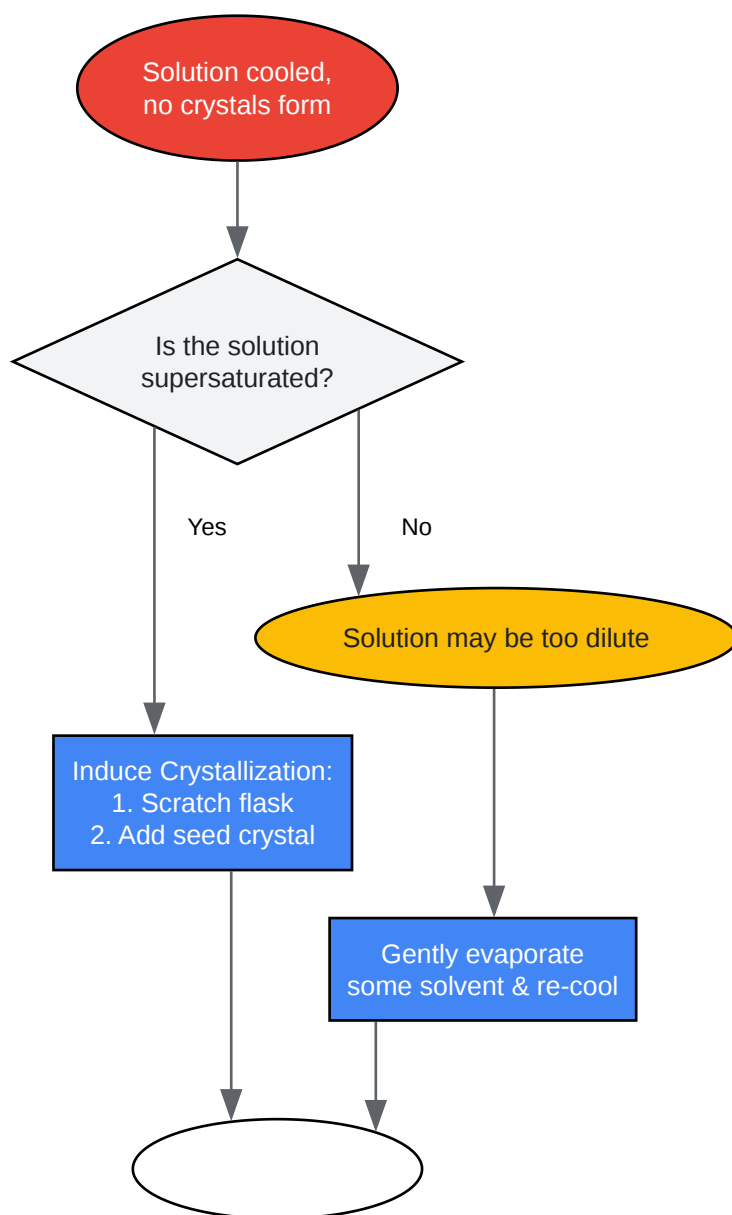 Solution cooled,
no crystals form
Is the solution
supersaturated?
Yes
No
Solution may be too dilute
Induce Crystallization:
1. Scratch flask
2. Add seed crystal
Gently evaporate
some solvent & re-cool